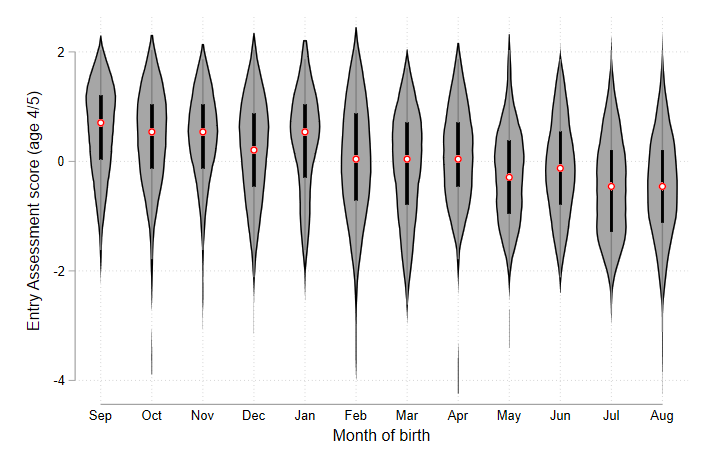 Entry Assessment score (age 4/5)
2
0
-2
-4
Sep Oct Nov Dec Jan Feb Mar Apr May Jun Jul Aug
Month of birth